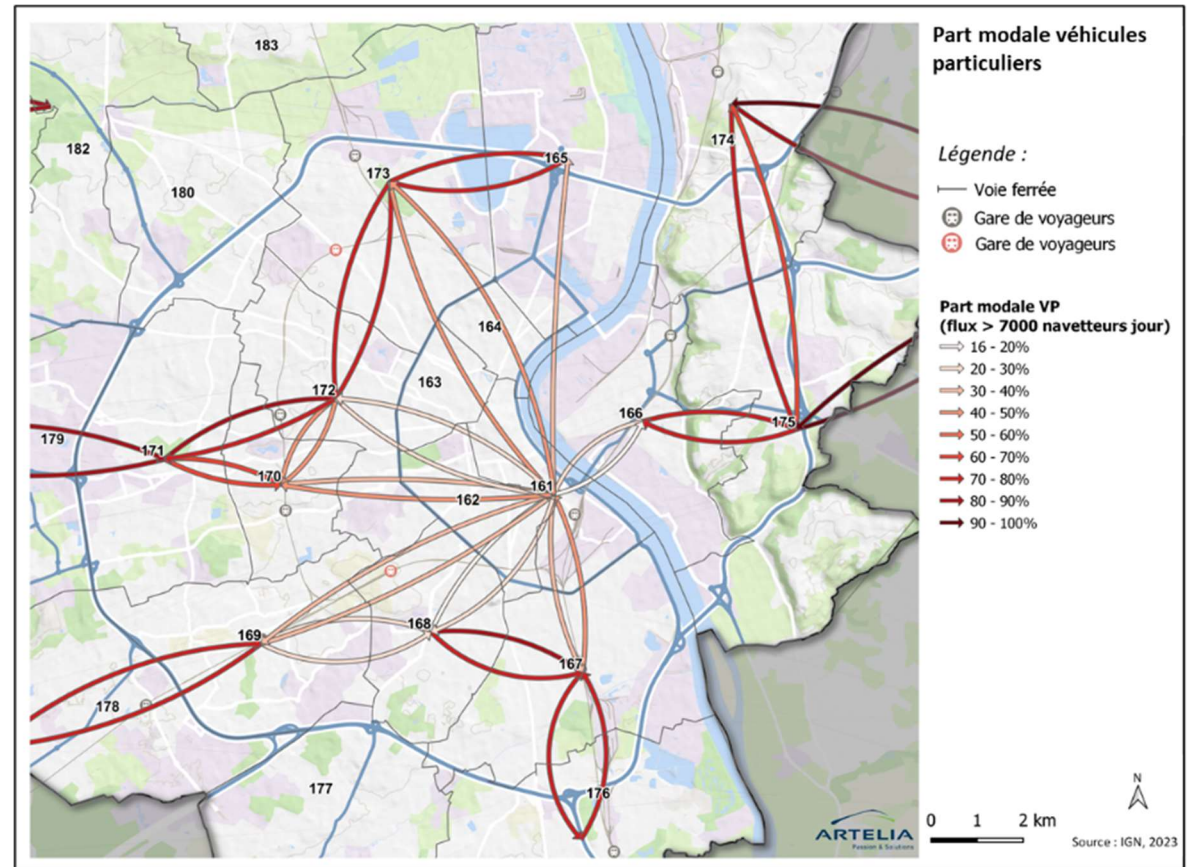 Part modale véhicules
particuliers
Légende :
Voie ferrée
Gare de voyageurs
Gare de voyageurs
Part modale VP
(flux > 7000 navetteurs jour)
16 - 20%
20 - 30%
30 - 40%
40 - 50%
50 - 60%
60 - 70%
70 - 80%
80 - 90%
90 - 100%
183
182
180
173
165
174
164
163
172
179
171
170
162
161
166
175
169
168
167
178
177
176
ARTELIA
Passion & Solutions
N
0 1 2 km
Source : IGN, 2023